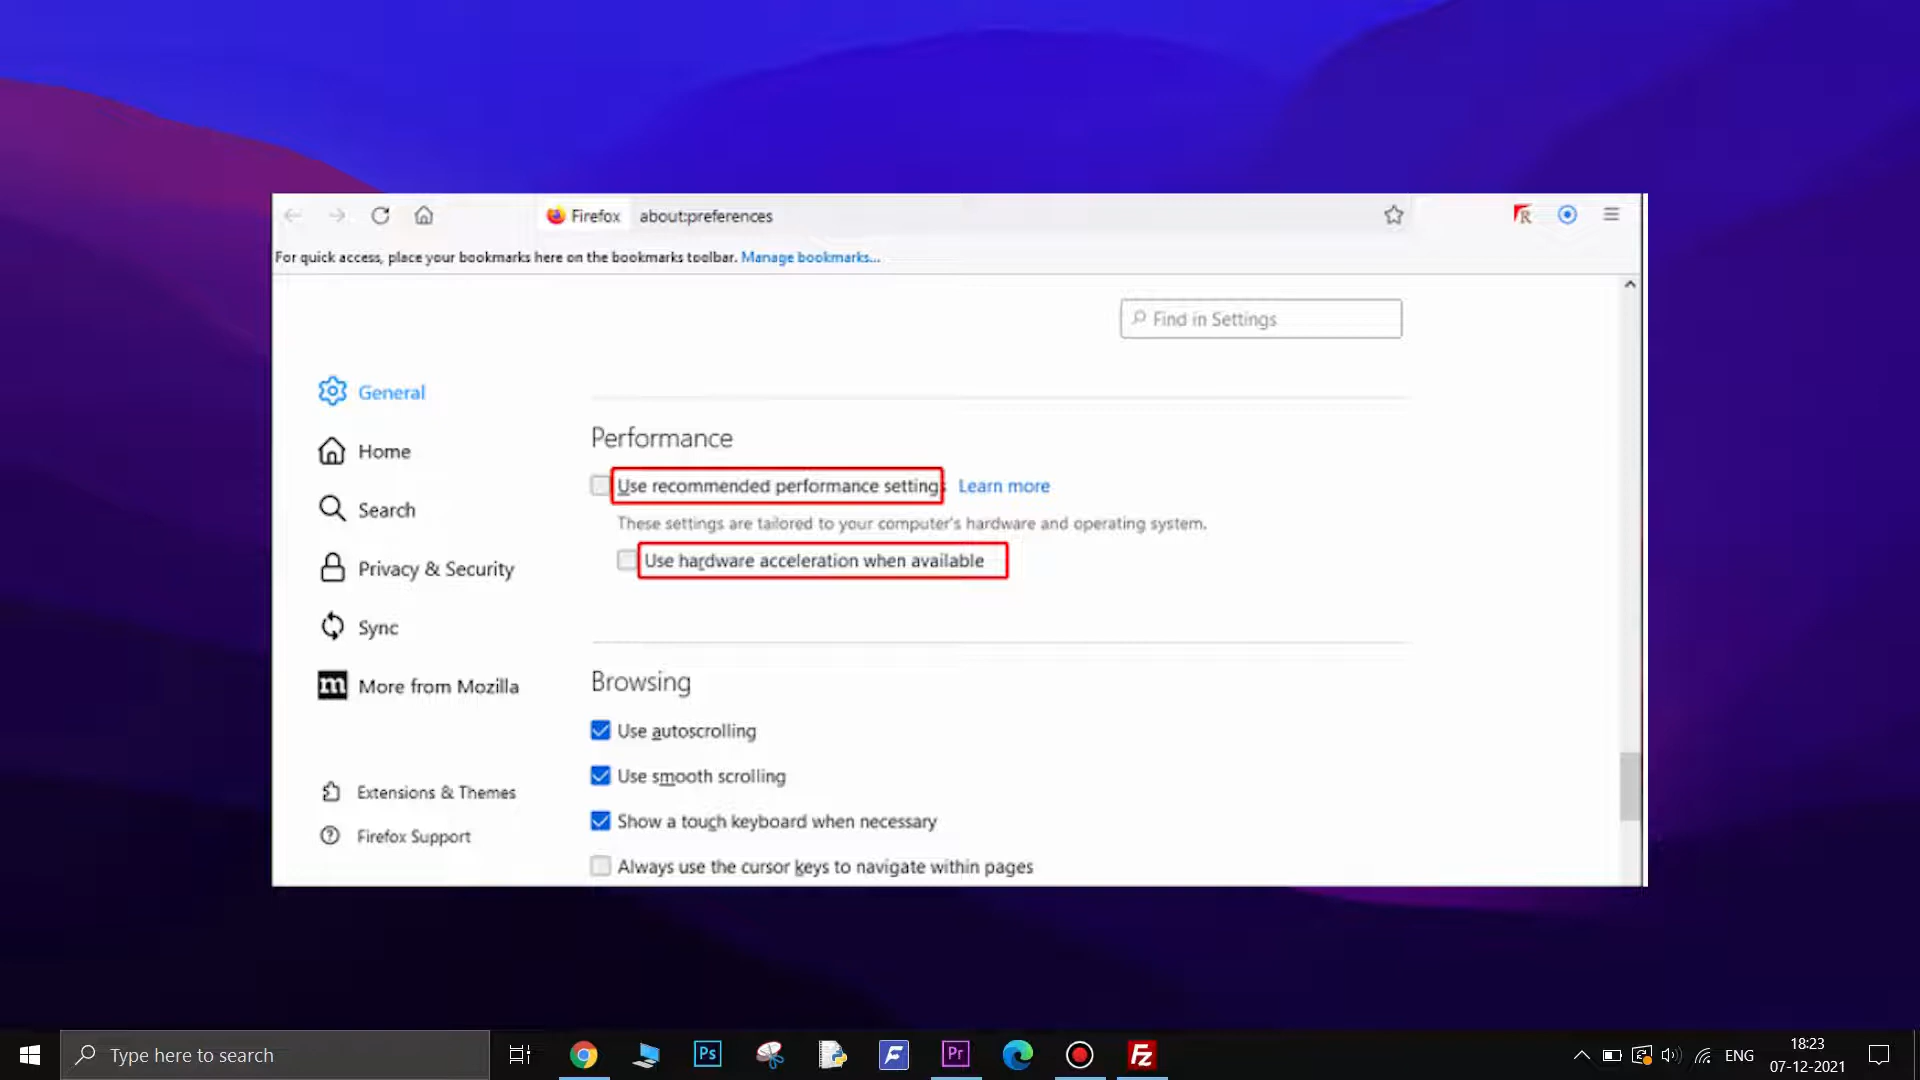 Firefox about:preferences
For quick access, place your bookmarks here on the bookmarks toolbar. Manage bookmarks...
Find in Settings
General
Home
Search
Privacy & Security
Sync
More from Mozilla
Extensions & Themes
Firefox Support
Performance
Use recommended performance settings Learn more
These settings are tailored to your computer's hardware and operating system.
Use hardware acceleration when available
Browsing
Use autoscrolling
Use smooth scrolling
Show a touch keyboard when necessary
Always use the cursor keys to navigate within pages
Type here to search
Ps
Pr
ENG
18:23
07-12-2021